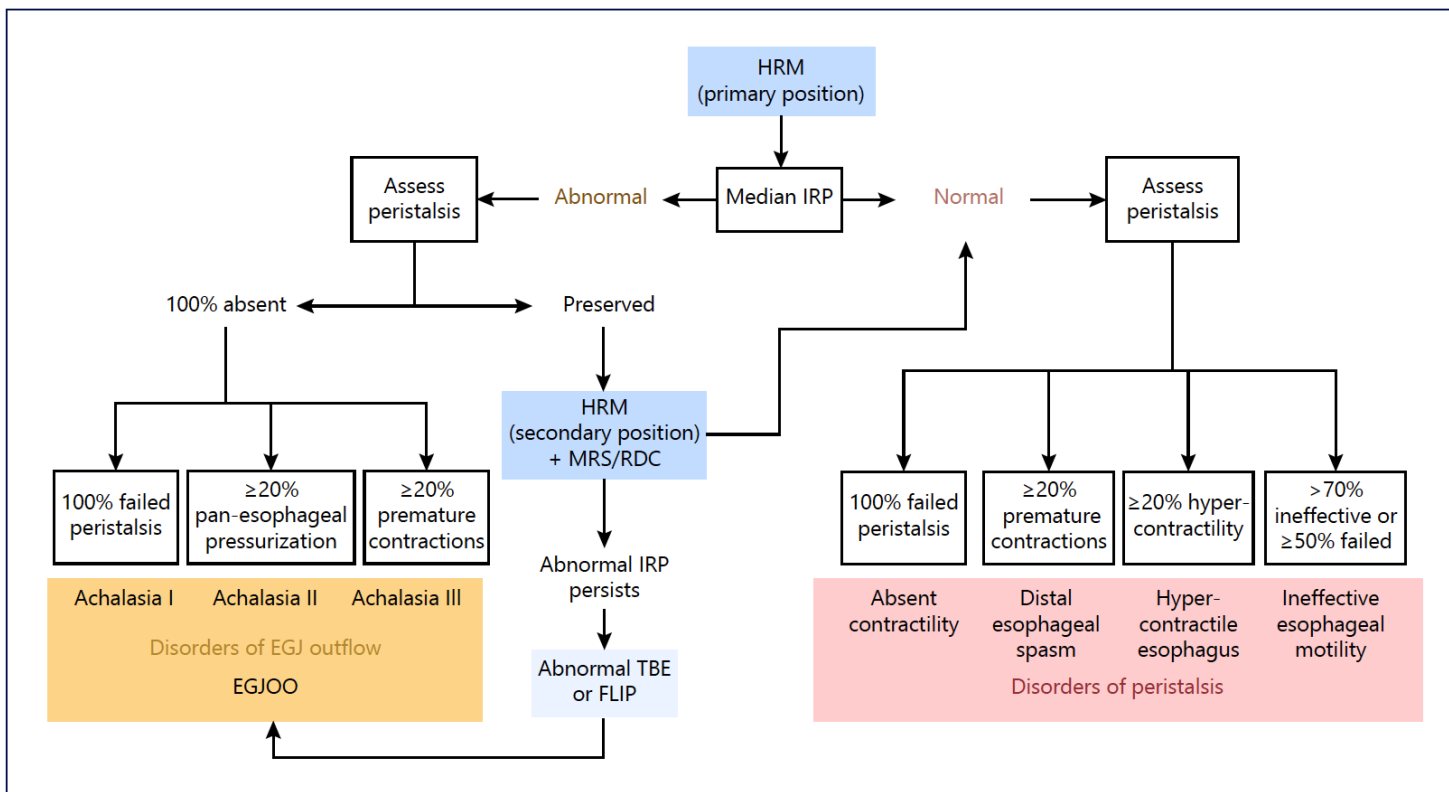 HRM
(primary position)
Assess
peristalsis
Abnormal
Median IRP
Normal
Assess
peristalsis
100% absent
Preserved
HRM
(secondary position)
+ MRS/RDC
100% failed
peristalsis
≥20%
pan-esophageal
pressurization
≥20%
premature
contractions
Abnormal IRP
persists
100% failed
peristalsis
≥20%
premature
contractions
≥20% hyper-
contractility
>70%
ineffective or
≥50% failed
Achalasia I
Achalasia II
Achalasia Ill
Disorders of EGJ outflow
EGJOO
Abnormal TBE
or FLIP
Absent
contractility
Distal
esophageal
spasm
Hyper-
contractile
esophagus
Ineffective
esophageal
motility
Disorders of peristalsis